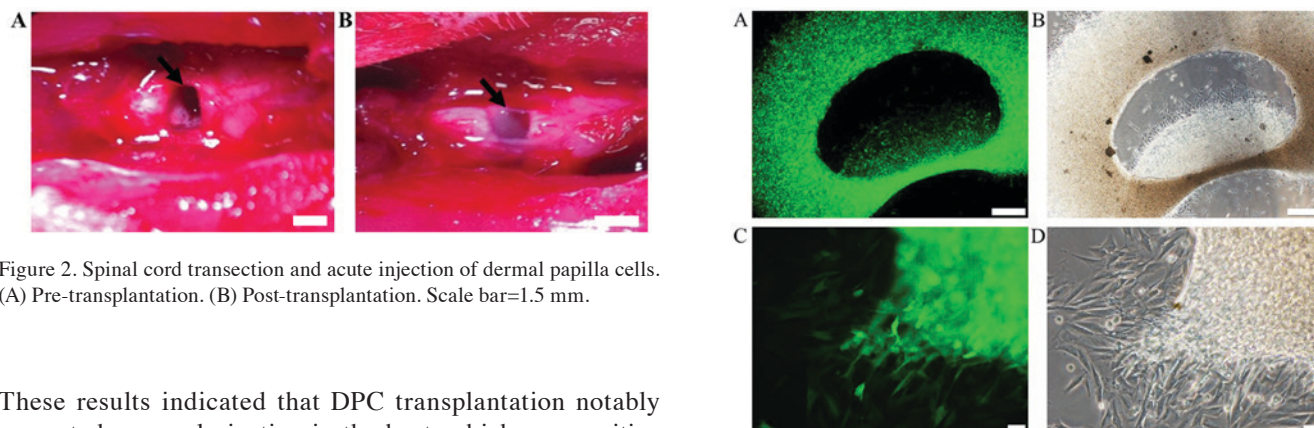 A
B
Figure 2. Spinal cord transection and acute injection of dermal papilla cells.
(A) Pre-transplantation. (B) Post-transplantation. Scale bar=1.5 mm.
These results indicated that DPC transplantation notably
A
B
C
D